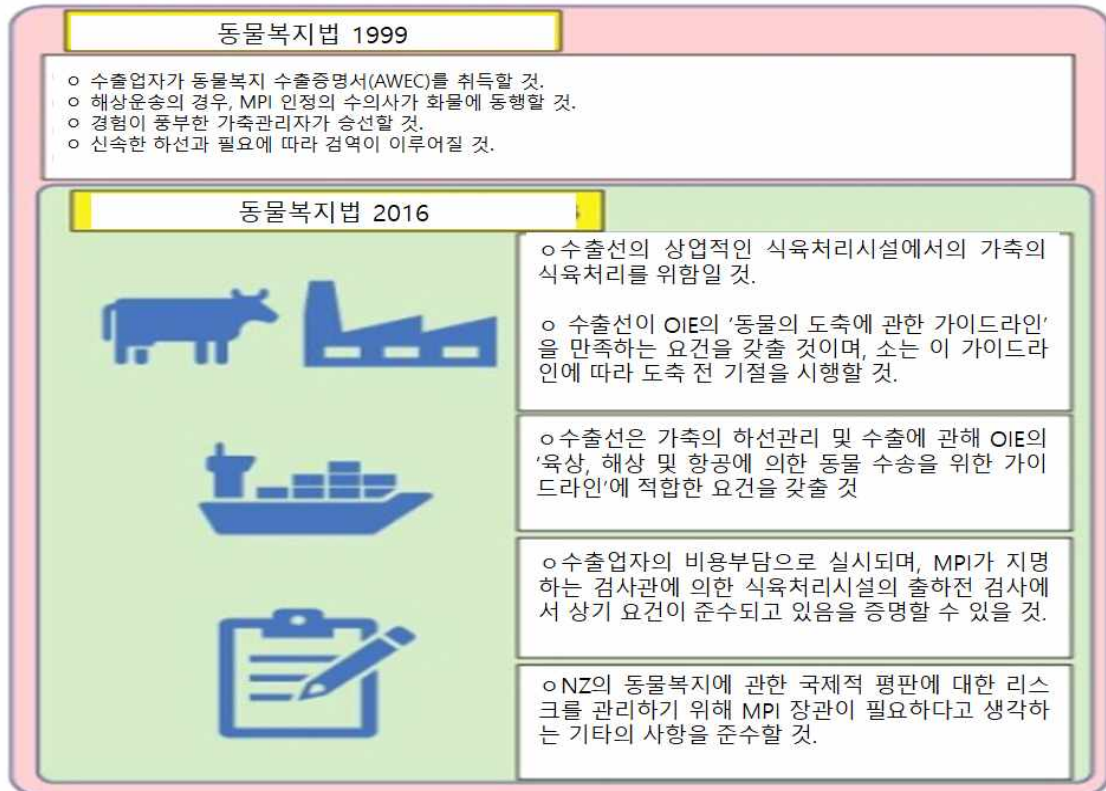 동물복지법 1999
ㅇ 수출업자가 동물복지 수출증명서(AWEC)를 취득할 것.
ㅇ 해상운송의 경우, MPI 인정의 수의사가 화물에 동행할 것.
ㅇ 경험이 풍부한 가축관리자가 승선할 것.
ㅇ 신속한 하선과 필요에 따라 검역이 이루어질 것.
동물복지법 2016
ㅇ수출선의 상업적인 식육처리시설에서의 가축의
식육처리를 위함일 것.
ㅇ 수출선이 OIE의 ‘동물의 도축에 관한 가이드라인’
을 만족하는 요건을 갖출 것이며, 소는 이 가이드라
인에 따라 도축 전 기절을 시행할 것.
ㅇ수출선은 가축의 하선관리 및 수출에 관해 OIE의
‘육상, 해상 및 항공에 의한 동물 수송을 위한 가이
드라인’에 적합한 요건을 갖출 것
ㅇ수출업자의 비용부담으로 실시되며, MPI가 지명
하는 검사관에 의한 식육처리시설의 출하전 검사에
서 상기 요건이 준수되고 있음을 증명할 수 있을 것.
ㅇNZ의 동물복지에 관한 국제적 평판에 대한 리스
크를 관리하기 위해 MPI 장관이 필요하다고 생각하
는 기타의 사항을 준수할 것.